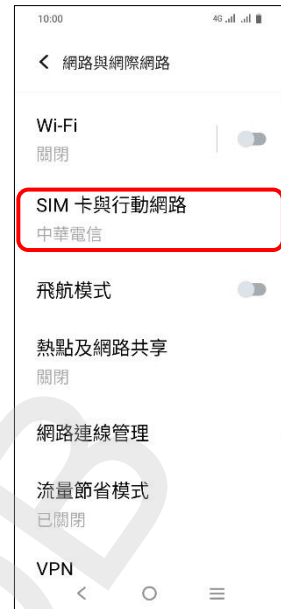 10:00 4G
網路與網際網路
Wi-Fi
關閉
SIM 卡與行動網路
中華電信
飛航模式
熱點及網路共享
關閉
網路連線管理
流量節省模式
已關閉
VPN